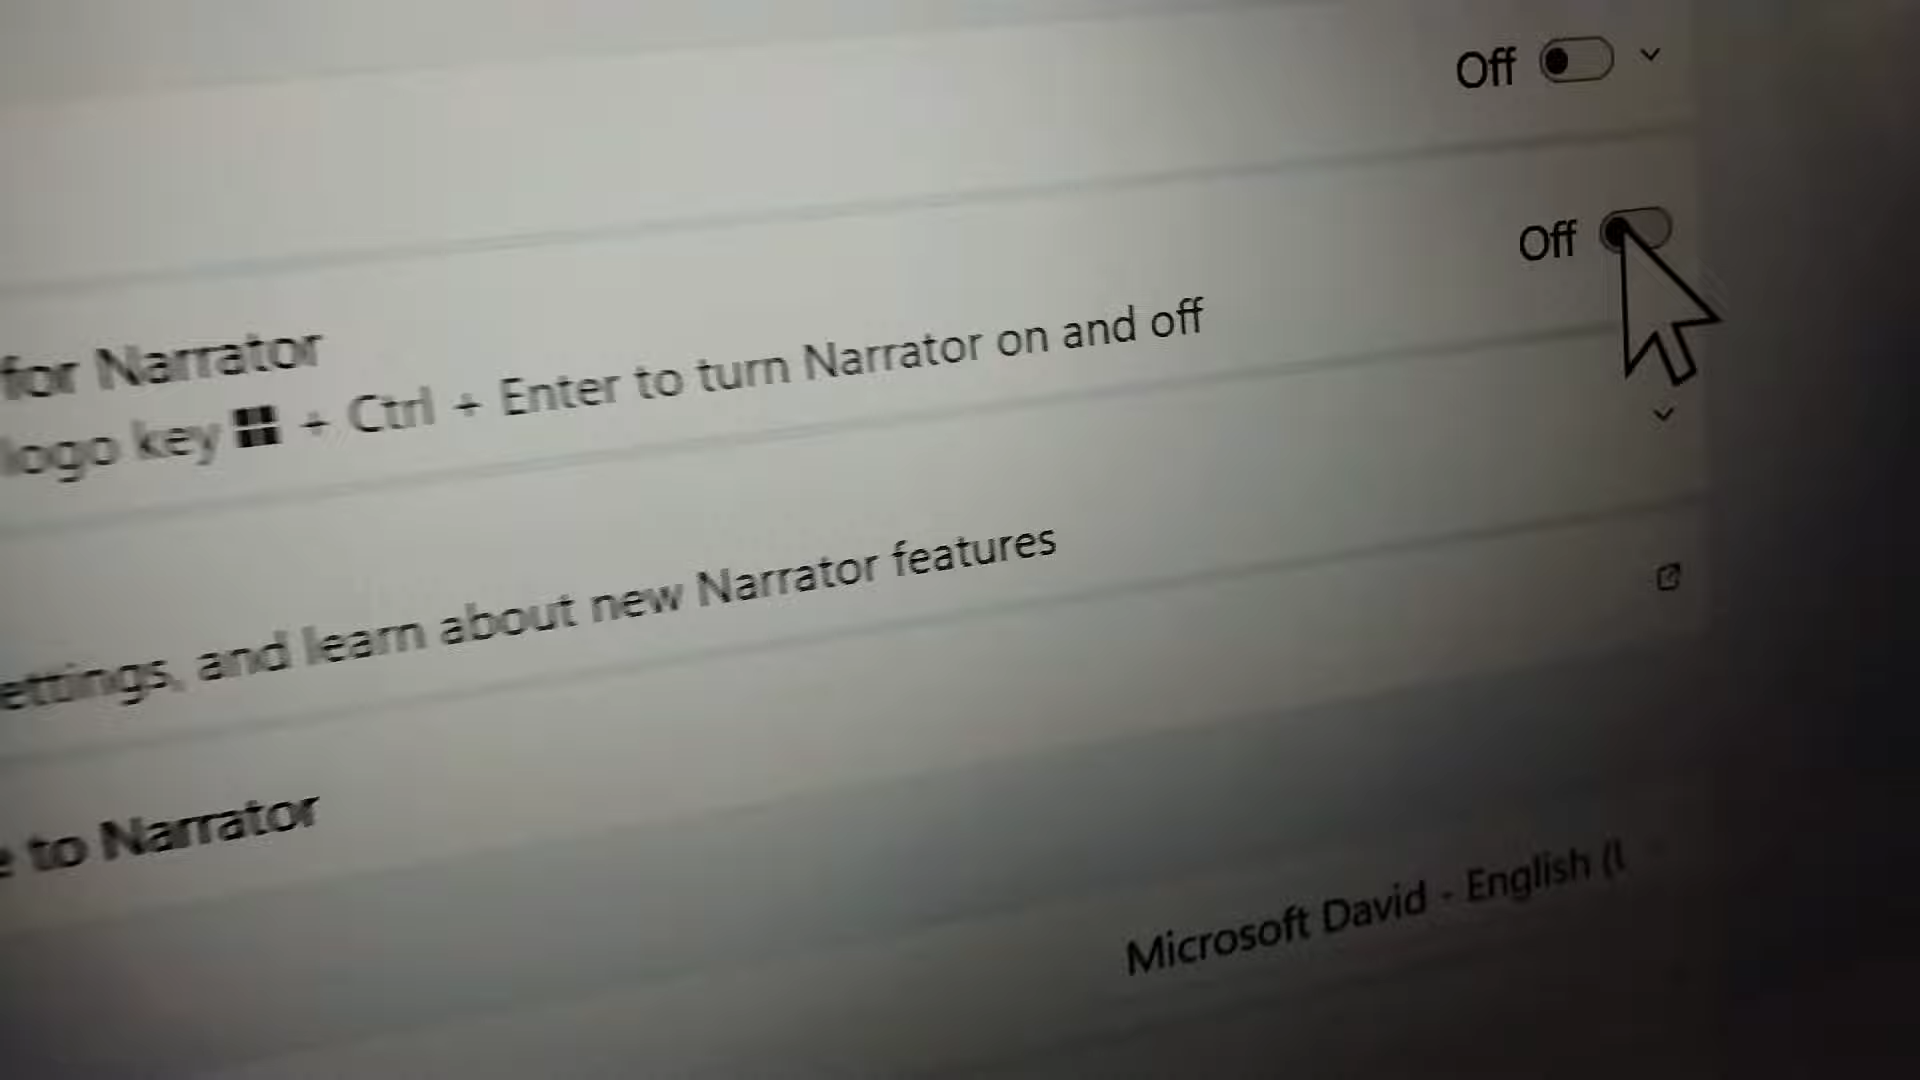 Off
Off
for Narrator
logo key + Ctrl + Enter to turn Narrator on and off
ettings, and learn about new Narrator features
to Narrator
Microsoft David - English (